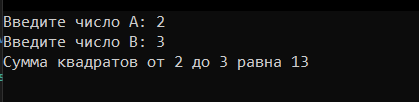 Введите число A: 2
Введите число B: 3
Сумма квадратов от 2 до 3 равна 13